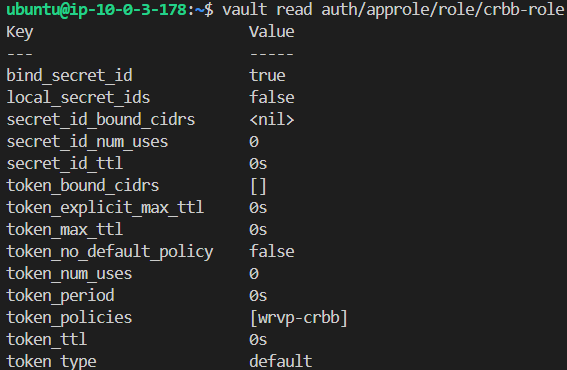 ubuntu@ip-10-0-3-178:~$ vault read auth/approle/role/crbb-role
Key                      Value
---                      -----
bind_secret_id           true
local_secret_ids         false
secret_id_bound_cidrs    <nil>
secret_id_num_uses       0
secret_id_ttl            0s
token_bound_cidrs        []
token_explicit_max_ttl   0s
token_max_ttl            0s
token_no_default_policy  false
token_num_uses           0
token_period             0s
token_policies           [wrvp-crbb]
token_ttl                0s
token_type               default